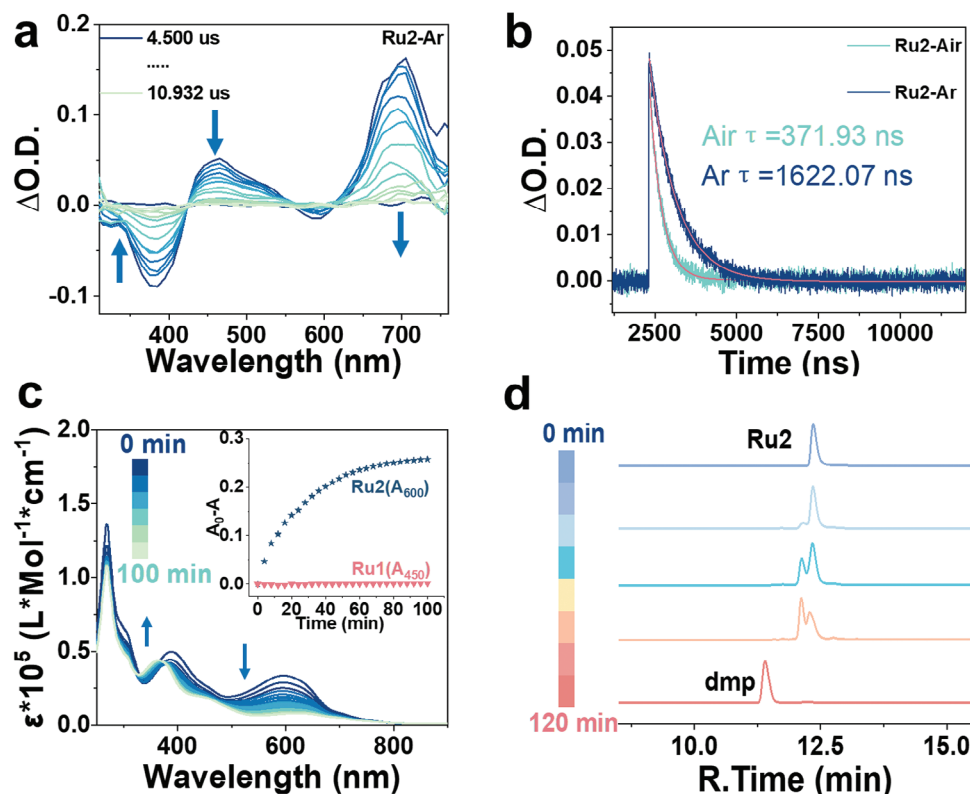 a
0.2
0.1
0.0
-0.1
ΔO.D.
4.500 us
.....
10.932 us
Ru2-Ar
400
500
600
700
Wavelength (nm)
b
0.05
0.04
0.03
0.02
0.01
0.00
ΔO.D.
Ru2-Air
Ru2-Ar
Air τ =371.93 ns
Ar τ =1622.07 ns
2500
5000
7500
10000
Time (ns)
c
2.0
1.5
1.0
0.5
0.0
ε*10⁵ (L*Mol⁻¹*cm⁻¹)
0 min
100 min
0.3
0.2
0.1
0.0
A₀-A
Ru2(A₆₀₀)
Ru1(A₄₅₀)
0
20
40
60
80
100
Time (min)
400
600
800
Wavelength (nm)
d
0 min
120 min
Ru2
dmp
10.0
12.5
15.0
R.Time (min)